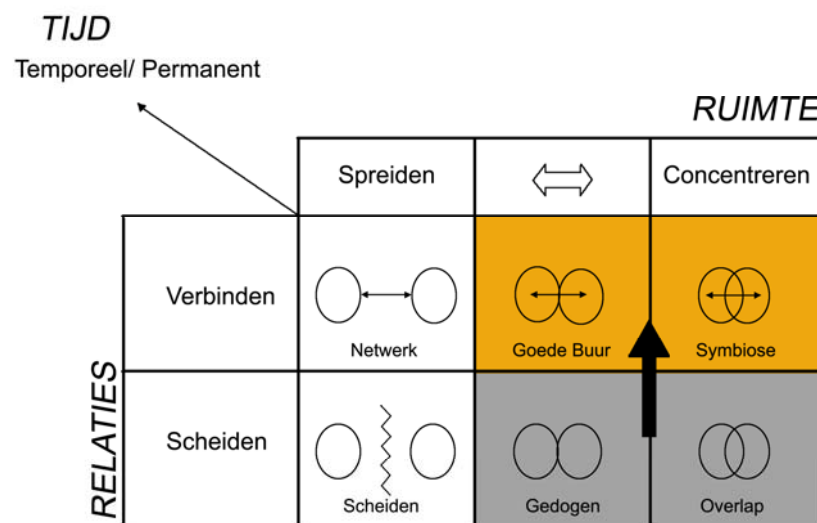 TIJD
Temporeel/ Permanent
RUIMTE
Spreiden
Concentreren
Verbinden
Netwerk
Goede Buur
Symbiose
RELATIES
Scheiden
Scheiden
Gedogen
Overlap